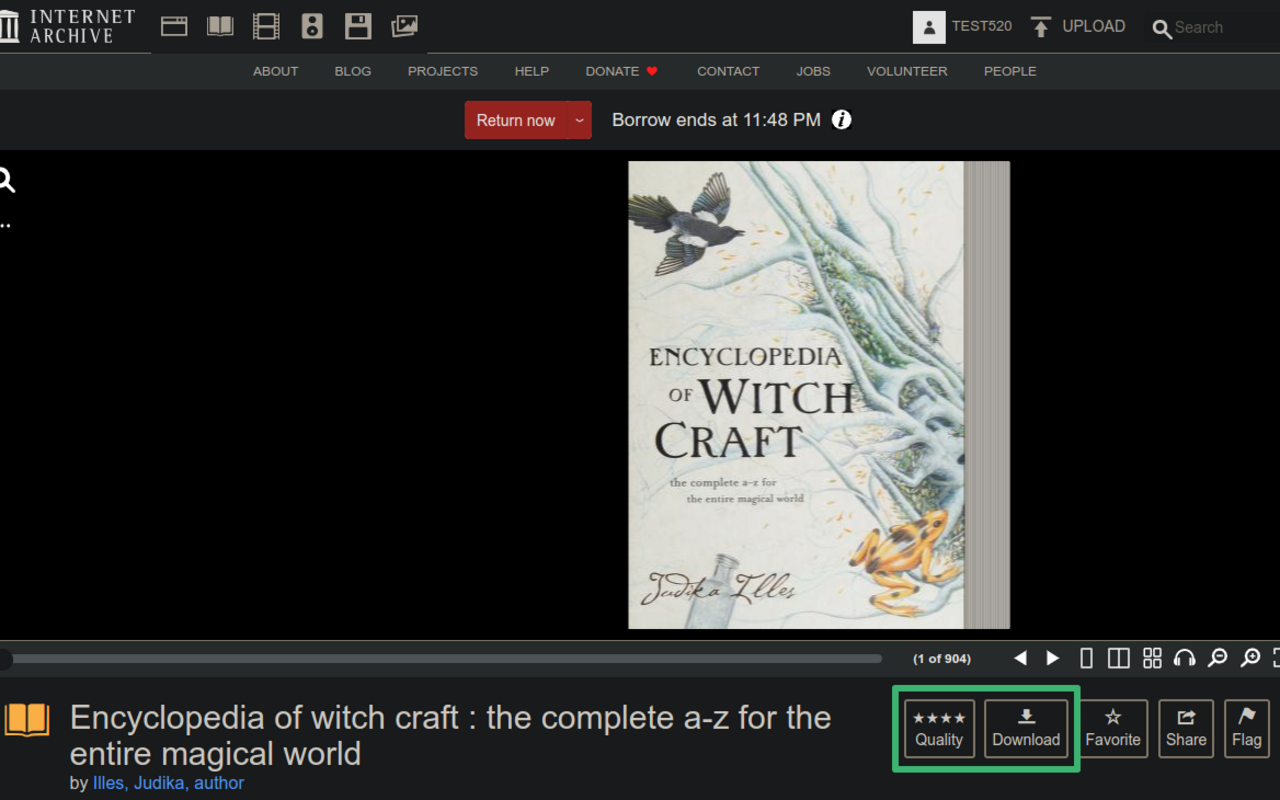 INTERNET
ARCHIVE
TEST520
UPLOAD
Search
ABOUT BLOG PROJECTS HELP DONATE CONTACT JOBS VOLUNTEER PEOPLE
Return now
Borrow ends at 11:48 PM
ENCYCLOPEDIA
OF WITCH
CRAFT
the complete a-z for
the entire magical world
Judika Illes
(1 of 904)
Encyclopedia of witch craft : the complete a-z for the
entire magical world
by Illes, Judika, author
Quality
Download
Favorite
Share
Flag